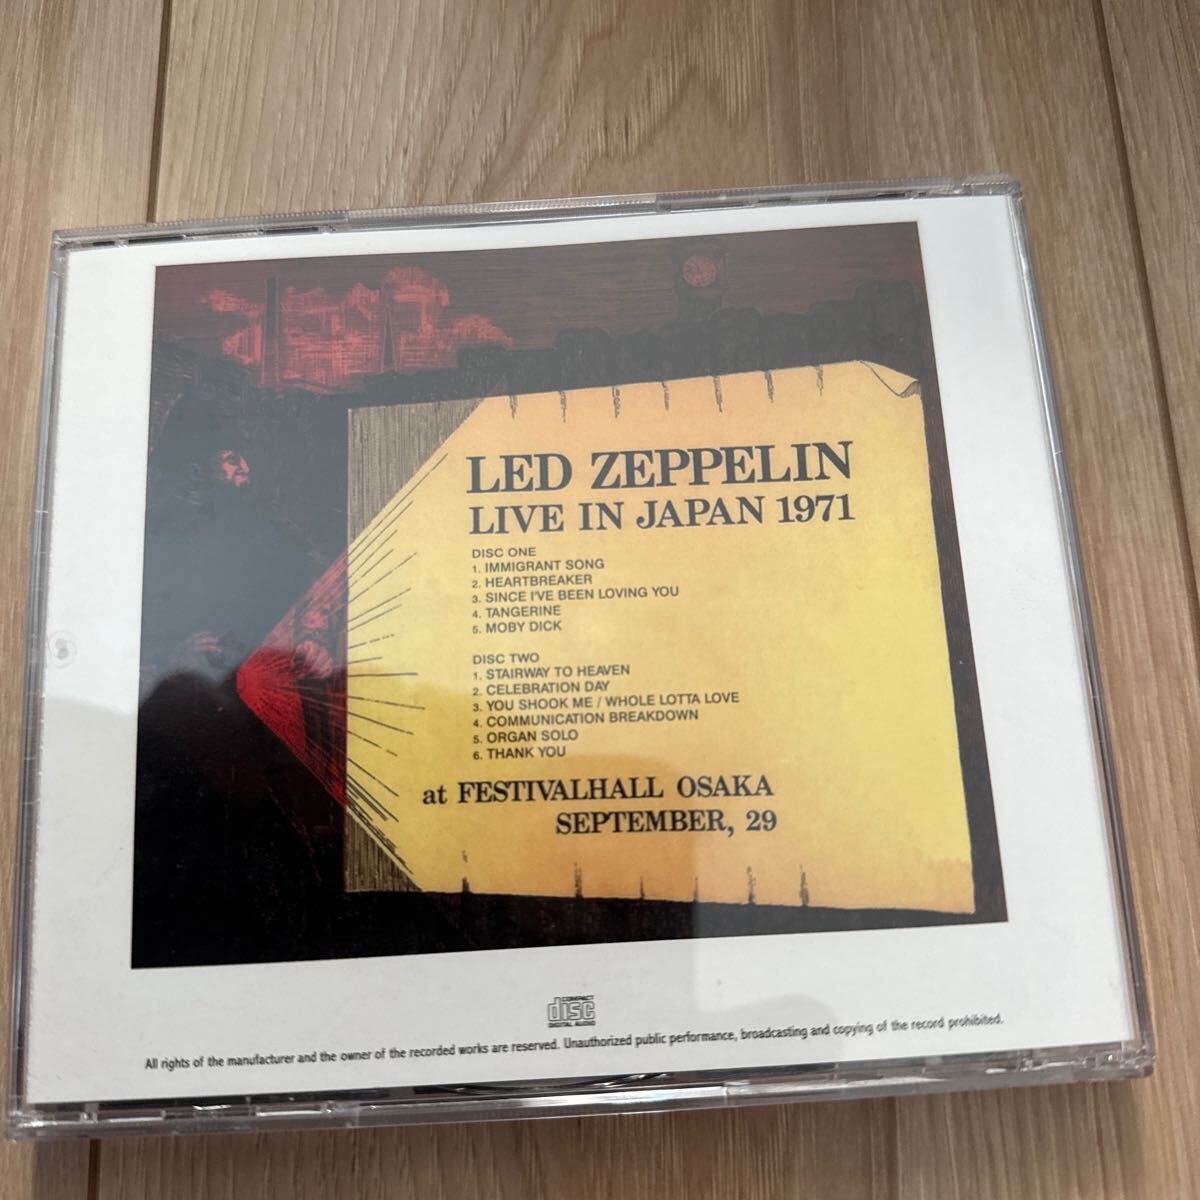 LED ZEPPELIN
LIVE IN JAPAN 1971
DISC ONE
1. IMMIGRANT SONG
2. HEARTBREAKER
3. SINCE I'VE BEEN LOVING YOU
4. TANGERINE
5. MOBY DICK
DISC TWO
1. STAIRWAY TO HEAVEN
2. CELEBRATION DAY
3. YOU SHOOK ME / WHOLE LOTTA LOVE
4. COMMUNICATION BREAKDOWN
5. ORGAN SOLO
6. THANK YOU
at FESTIVALHALL OSAKA
SEPTEMBER, 29
COMPACT
disc
DIGITAL AUDIO
All rights of the manufacturer and the owner of the recorded works are reserved. Unauthorized public performance, broadcasting and copying of the record prohibited.